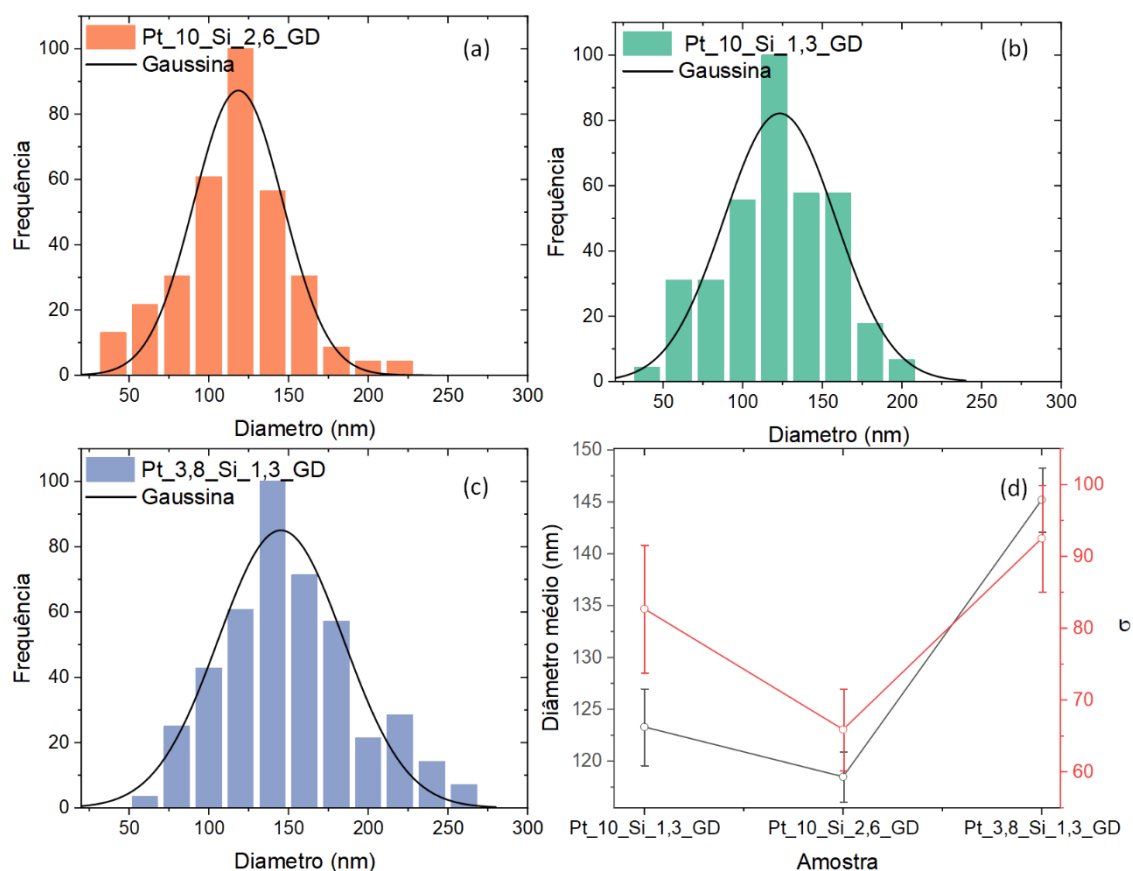 Pt_10_Si_2,6_GD
Gaussina
(a)
100
80
60
40
20
0
Frequência
50
100
150
200
250
300
Diametro (nm)
Pt_10_Si_1,3_GD
Gaussina
(b)
100
80
60
40
20
0
Frequência
50
100
150
200
250
300
Diametro (nm)
Pt_3,8_Si_1,3_GD
Gaussina
(c)
100
80
60
40
20
0
Frequência
50
100
150
200
250
300
Diametro (nm)
(d)
150
145
140
135
130
125
120
Diâmetro médio (nm)
100
90
80
70
60
σ
Pt_10_Si_1,3_GD
Pt_10_Si_2,6_GD
Pt_3,8_Si_1,3_GD
Amostra